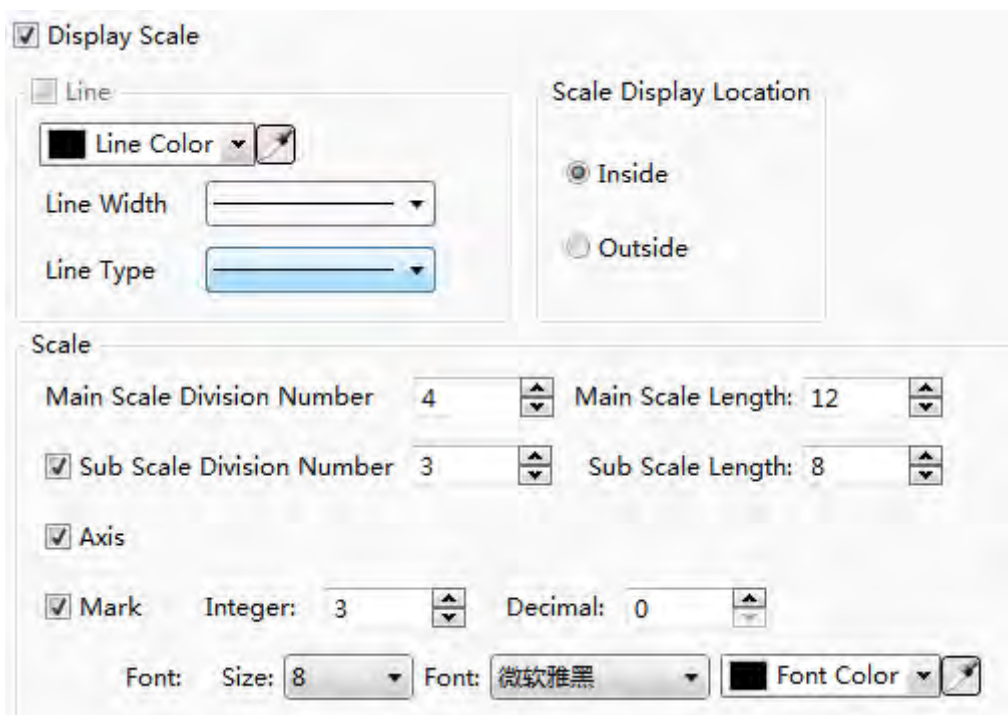 Display Scale
Line
Scale Display Location
Line Color
Inside
Line Width
Outside
Line Type
Scale
Main Scale Division Number 4 Main Scale Length: 12
Sub Scale Division Number 3 Sub Scale Length: 8
Axis
Mark Integer: 3 Decimal: 0
Font: Size: 8 Font: 微软雅黑 Font Color